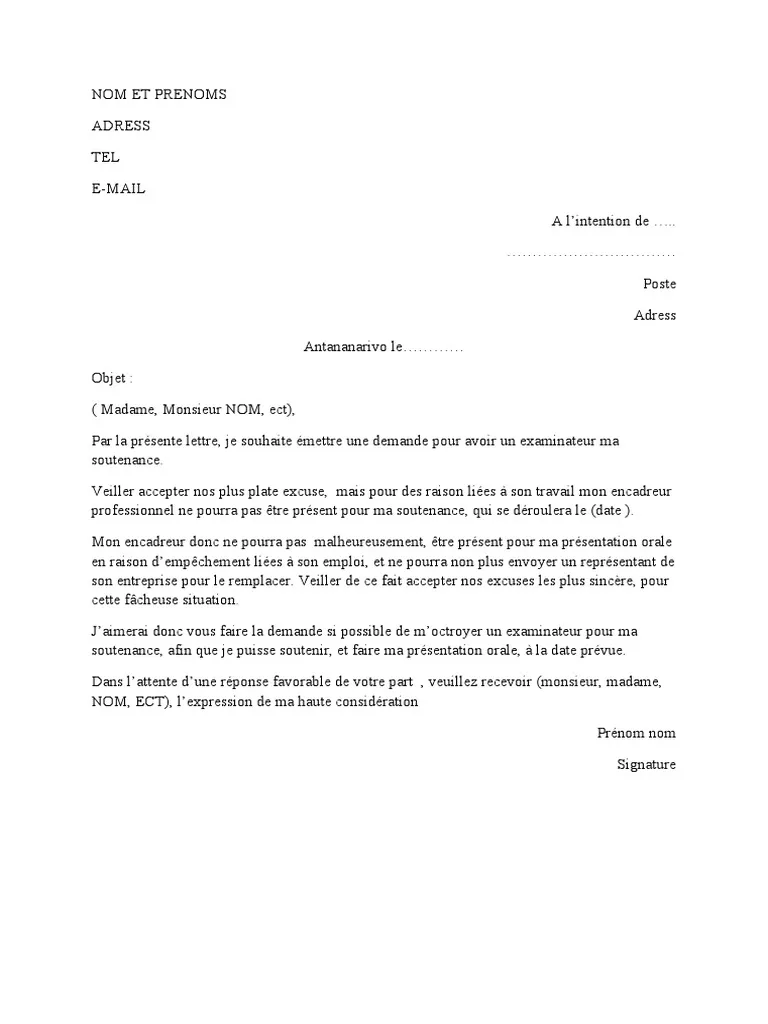 NOM ET PRENOMS
ADRESS
TEL
E-MAIL
A l’intention de …..
……………………………
Poste
Adress
Antananarivo le…………
Objet :
( Madame, Monsieur NOM, ect),
Par la présente lettre, je souhaite émettre une demande pour avoir un examinateur ma
soutenance.
Veiller accepter nos plus plate excuse,  mais pour des raison liées à son travail mon encadreur
professionnel ne pourra pas être présent pour ma soutenance, qui se déroulera le (date ).
Mon encadreur donc ne pourra pas  malheureusement, être présent pour ma présentation orale
en raison d’empêchement liées à son emploi, et ne pourra non plus envoyer un représentant de
son entreprise pour le remplacer. Veiller de ce fait accepter nos excuses les plus sincère, pour
cette fâcheuse situation.
J’aimerai donc vous faire la demande si possible de m’octroyer un examinateur pour ma
soutenance, afin que je puisse soutenir, et faire ma présentation orale, à la date prévue.
Dans l’attente d’une réponse favorable de votre part  , veuillez recevoir (monsieur, madame,
NOM, ECT), l’expression de ma haute considération
Prénom nom
Signature